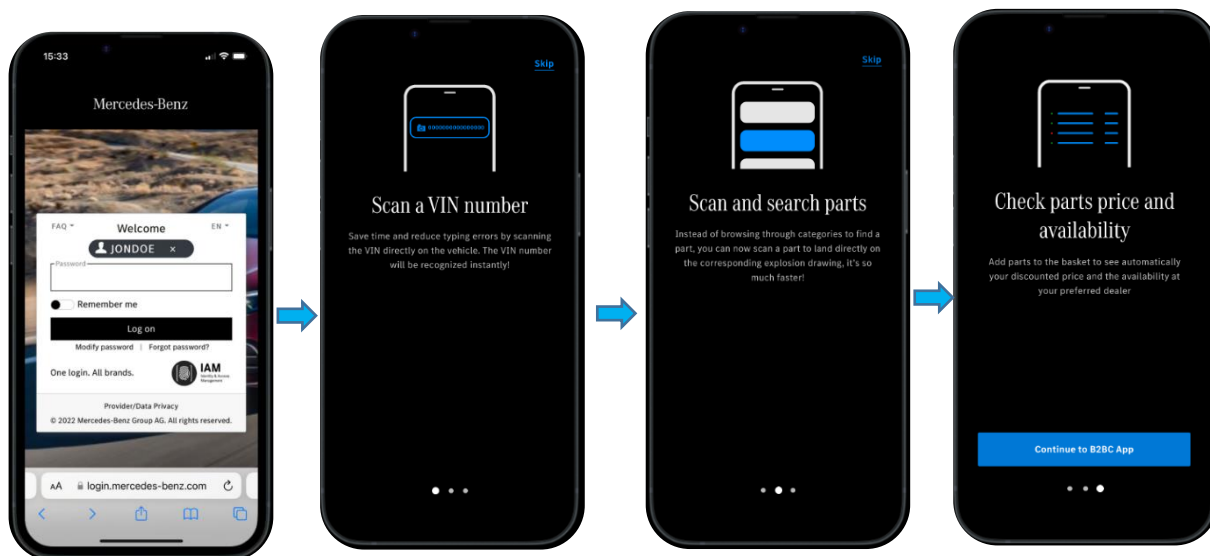 15:33
Mercedes-Benz
FAQ
Welcome
EN
JONDOE ×
Password
Remember me
Log on
Modify password | Forgot password?
One login. All brands.
IAM
Identity & Access
Management
Provider/Data Privacy
© 2022 Mercedes-Benz Group AG. All rights reserved.
AA login.mercedes-benz.com
Skip
Scan a VIN number
Save time and reduce typing errors by scanning
the VIN directly on the vehicle. The VIN number
will be recognized instantly!
Skip
Scan and search parts
Instead of browsing through categories to find a
part, you can now scan a part to land directly on
the corresponding explosion drawing, it's so
much faster!
Check parts price and
availability
Add parts to the basket to see automatically
your discounted price and the availability at
your preferred dealer
Continue to B2BC App